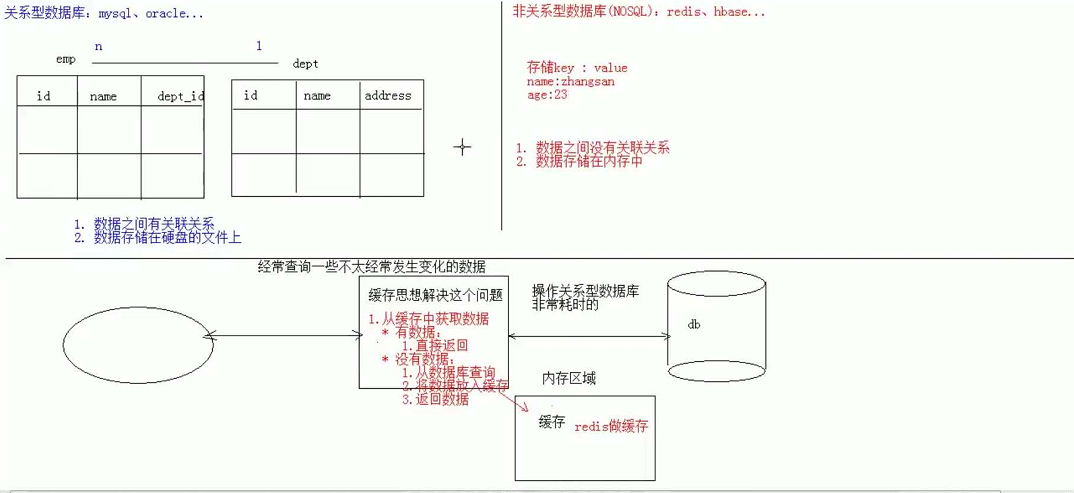 关系型数据库：mysql、oracle...
n 1
emp dept
id name dept_id
id name address
1. 数据之间有关联关系
2. 数据存储在硬盘的文件上
非关系型数据库(NOSQL)：redis、hbase...
存储key : value
name:zhangsan
age:23
1. 数据之间没有关联关系
2. 数据存储在内存中
经常查询一些不太经常发生变化的数据
缓存思想解决这个问题
1.从缓存中获取数据
* 有数据：
1.直接返回
* 没有数据：
1.从数据库查询
2.将数据放入缓存
3.返回数据
操作关系型数据库
非常耗时的
db
内存区域
缓存 redis做缓存